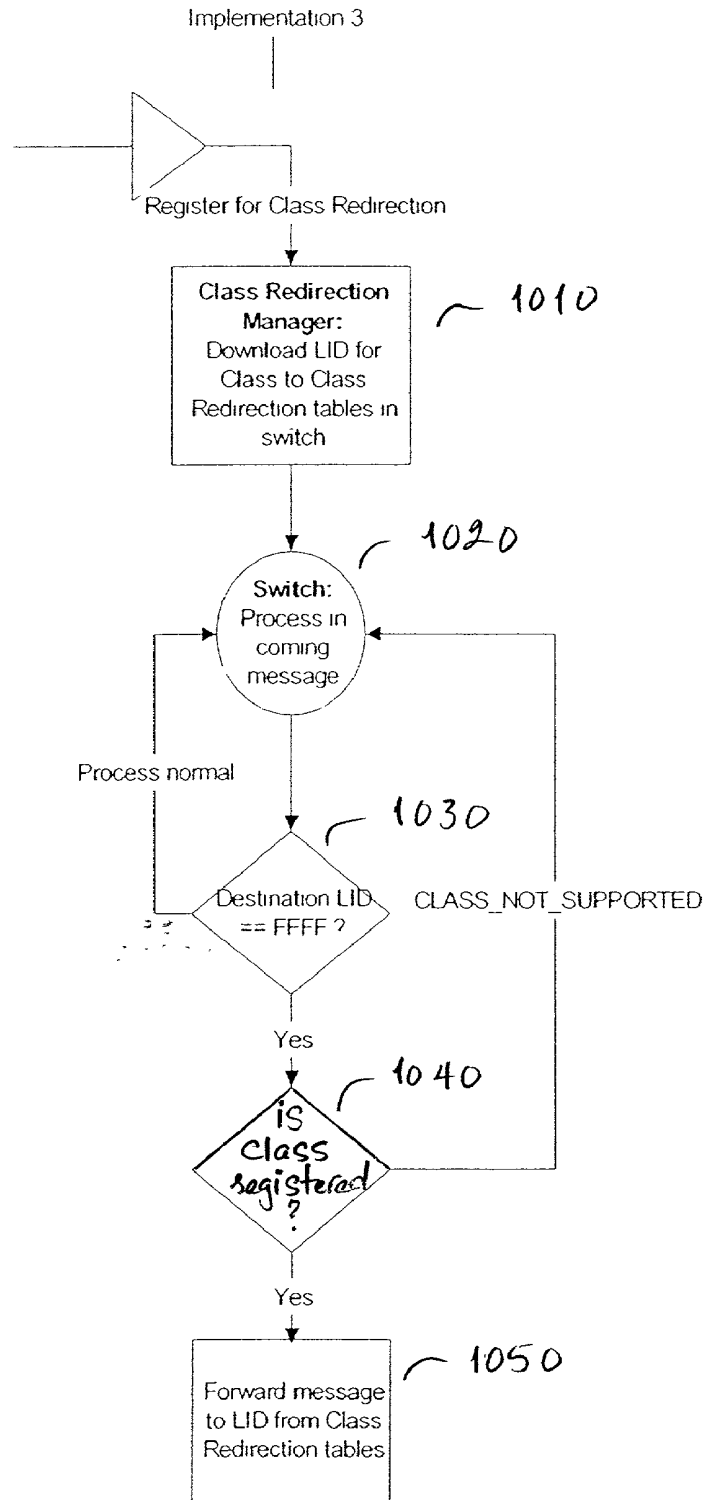 Implementation 3
Register for Class Redirection
Class Redirection
Manager:
Download LID for
Class to Class
Redirection tables in
switch
1010
1020
Switch:
Process in
coming
message
Process normal
1030
Destination LID
== FFFF ?
CLASS_NOT_SUPPORTED
Yes
1040
is
class
registered
?
Yes
1050
Forward message
to LID from Class
Redirection tables